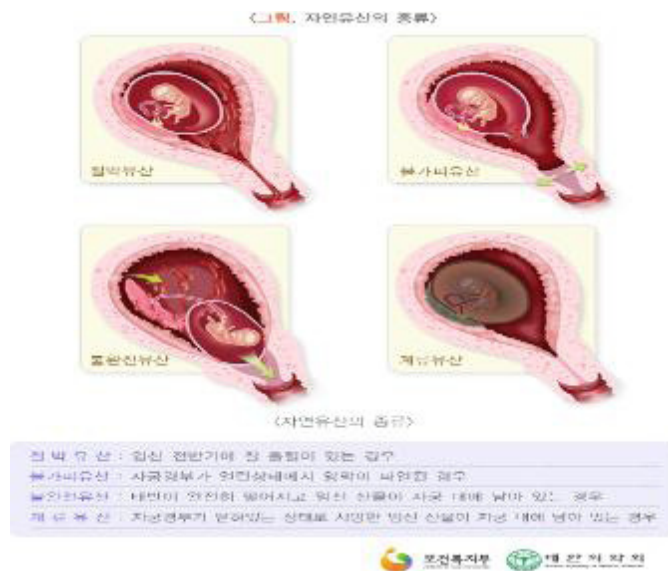 <그림. 자연유산의 종류>
절박유산
불가피유산
불완전유산
계류유산
<자연유산의 종류>
절 박 유 산 : 임신 전반기에 질 출혈이 있는 경우
불가피유산 : 자궁경부가 열린상태에서 양막이 파열된 경우
불완전유산 : 태반이 완전히 떨어지고 임신 산물이 자궁 내에 남아 있는 경우
계 류 유 산 : 자궁경부가 닫혀있는 상태로 사망한 임신 산물이 자궁 내에 남아 있는 경우
보건복지부
대한의학회